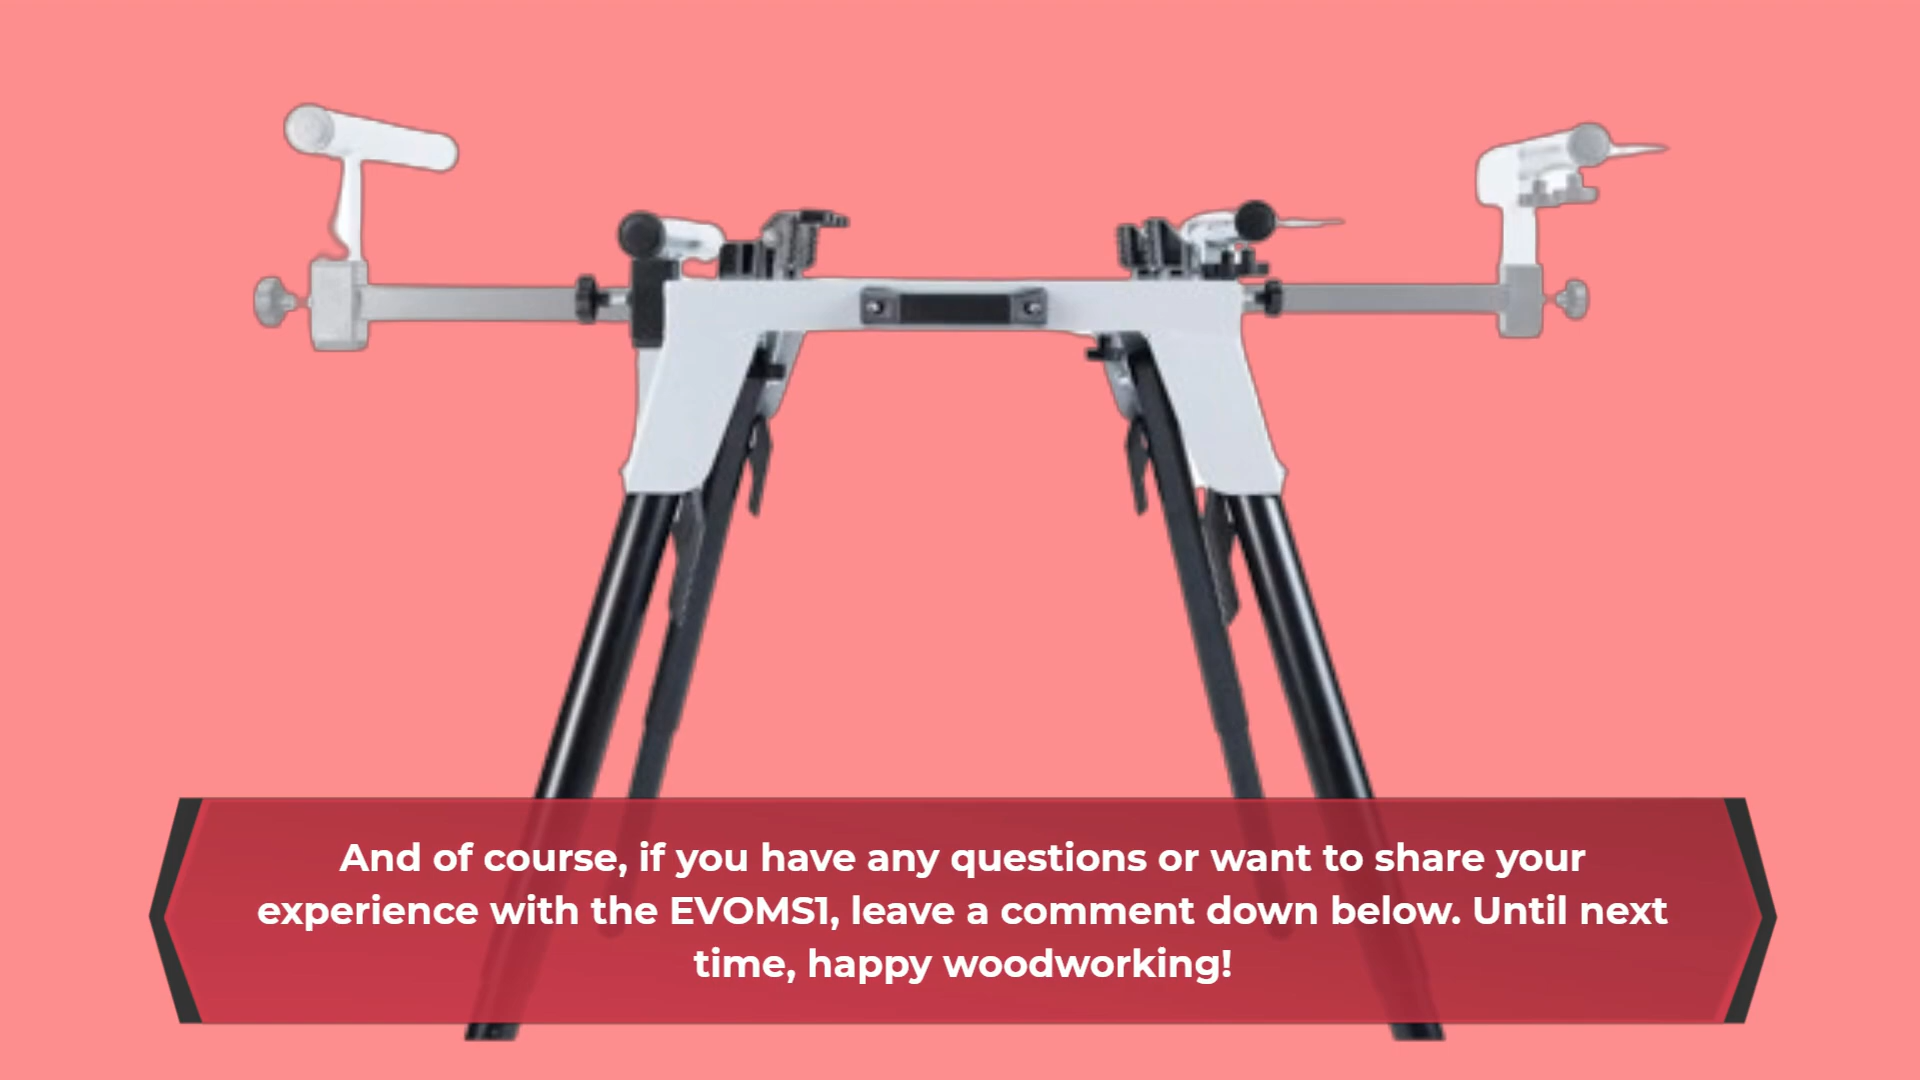 And of course, if you have any questions or want to share your
experience with the EVOMS1, leave a comment down below. Until next
time, happy woodworking!